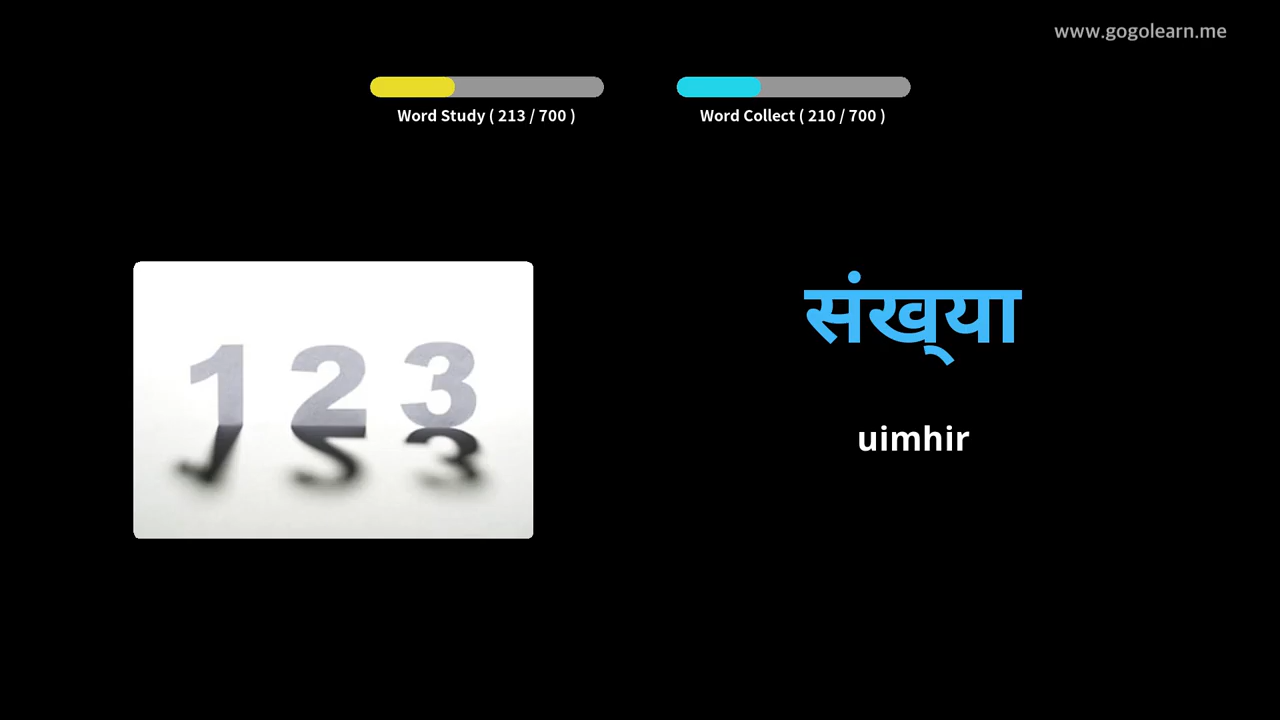 www.gogolearn.me
Word Study ( 213 / 700 )
Word Collect ( 210 / 700 )
1 2 3
संख्या
uimhir